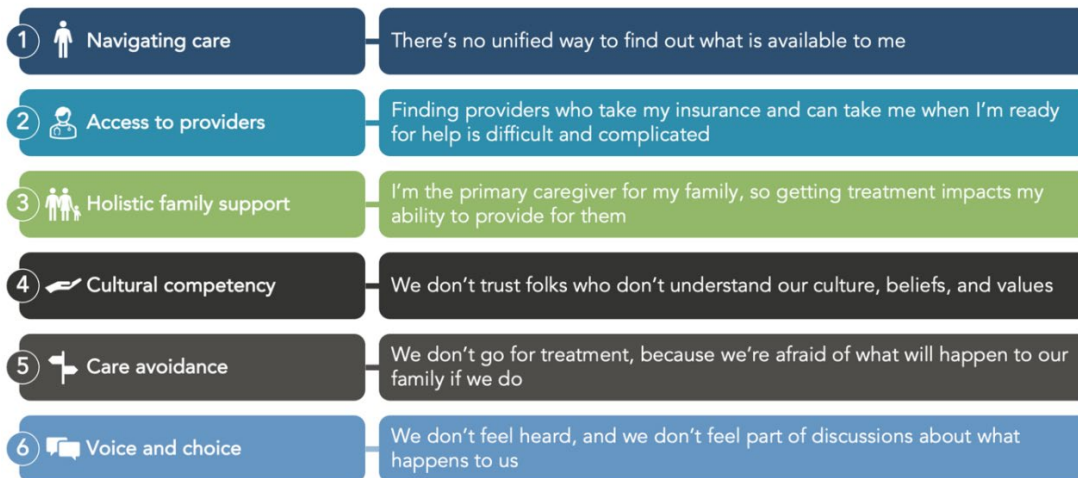 1 Navigating care
There's no unified way to find out what is available to me
2 Access to providers
Finding providers who take my insurance and can take me when I'm ready
for help is difficult and complicated
3 Holistic family support
I'm the primary caregiver for my family, so getting treatment impacts my
ability to provide for them
4 Cultural competency
We don't trust folks who don't understand our culture, beliefs, and values
5 Care avoidance
We don't go for treatment, because we're afraid of what will happen to our
family if we do
6 Voice and choice
We don't feel heard, and we don't feel part of discussions about what
happens to us